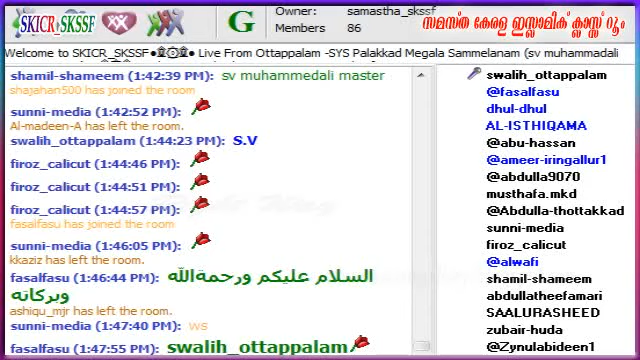 SKICR_SKSSF
G
Owner: samastha_skssf
Members 86
സമസ്ത കേരള ഇസ്ലാമിക് ക്ലാസ്സ് റൂം
Welcome to SKICR_SKSSF●۩۞۩● Live From Ottappalam -SYS Palakkad Megala Sammelanam (sv muhammadali
shamil-shameem (1:42:39 PM): sv muhammedali master
shajahan500 has joined the room
sunni-media (1:42:52 PM):
Al-madeen-A has left the room.
swalih_ottappalam (1:44:23 PM): S.V
firoz_calicut (1:44:46 PM):
firoz_calicut (1:44:51 PM):
firoz_calicut (1:44:57 PM):
fasalfasu has joined the room
sunni-media (1:46:05 PM):
kkaziz has left the room.
fasalfasu (1:46:44 PM): السلام عليكم ورحمةالله
وبركاته
ashiqu_mjr has left the room.
sunni-media (1:47:40 PM): ws
fasalfasu (1:47:55 PM): swalih_ottappalam
swalih_ottappalam
@fasalfasu
dhul-dhul
AL-ISTHIQAMA
@abu-hassan
@ameer-iringallur1
@abdulla9070
musthafa.mkd
@Abdulla-thottakkad
sunni-media
firoz_calicut
@alwafi
shamil-shameem
abdullatheefamari
SAALURASHEED
zubair-huda
@Zynulabideen1